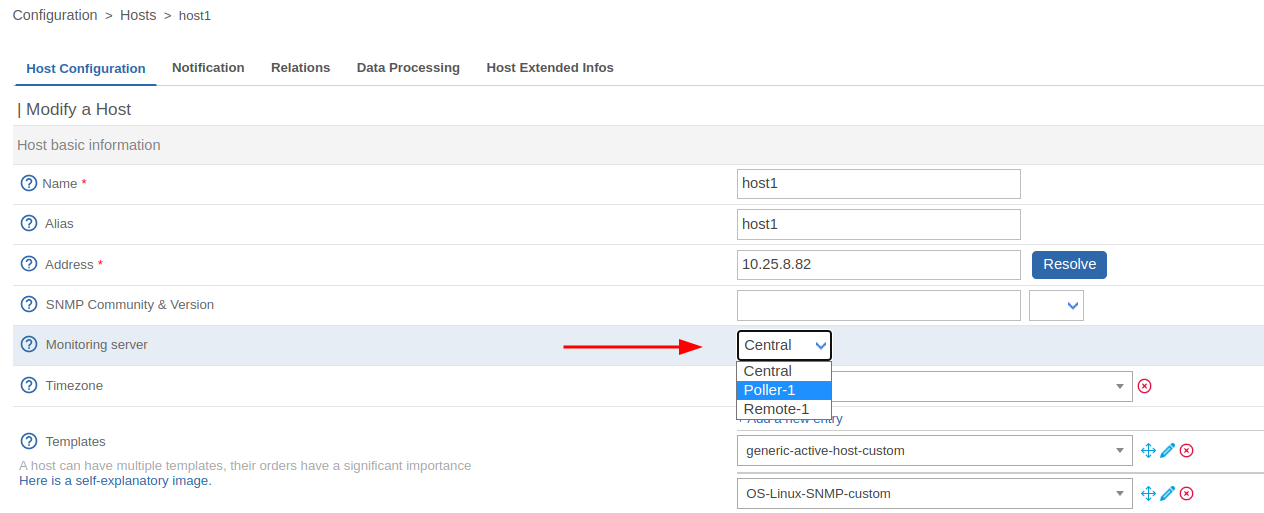 Configuration > Hosts > host1
Host Configuration Notification Relations Data Processing Host Extended Infos
| Modify a Host
Host basic information
Name * host1
Alias host1
Address * 10.25.8.82 Resolve
SNMP Community & Version
Monitoring server Central
Central
Poller-1
Remote-1
Timezone
+ Add a new entry
Templates
A host can have multiple templates, their orders have a significant importance
Here is a self-explanatory image.
generic-active-host-custom
OS-Linux-SNMP-custom